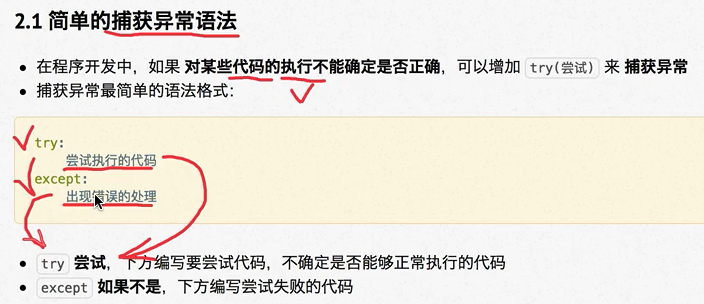 2.1 简单的捕获异常语法
在程序开发中，如果 对某些代码的执行不能确定是否正确，可以增加 try(尝试) 来 捕获异常
捕获异常最简单的语法格式：
try:
尝试执行的代码
except:
出现错误的处理
try 尝试，下方编写要尝试代码，不确定是否能够正常执行的代码
except 如果不是，下方编写尝试失败的代码